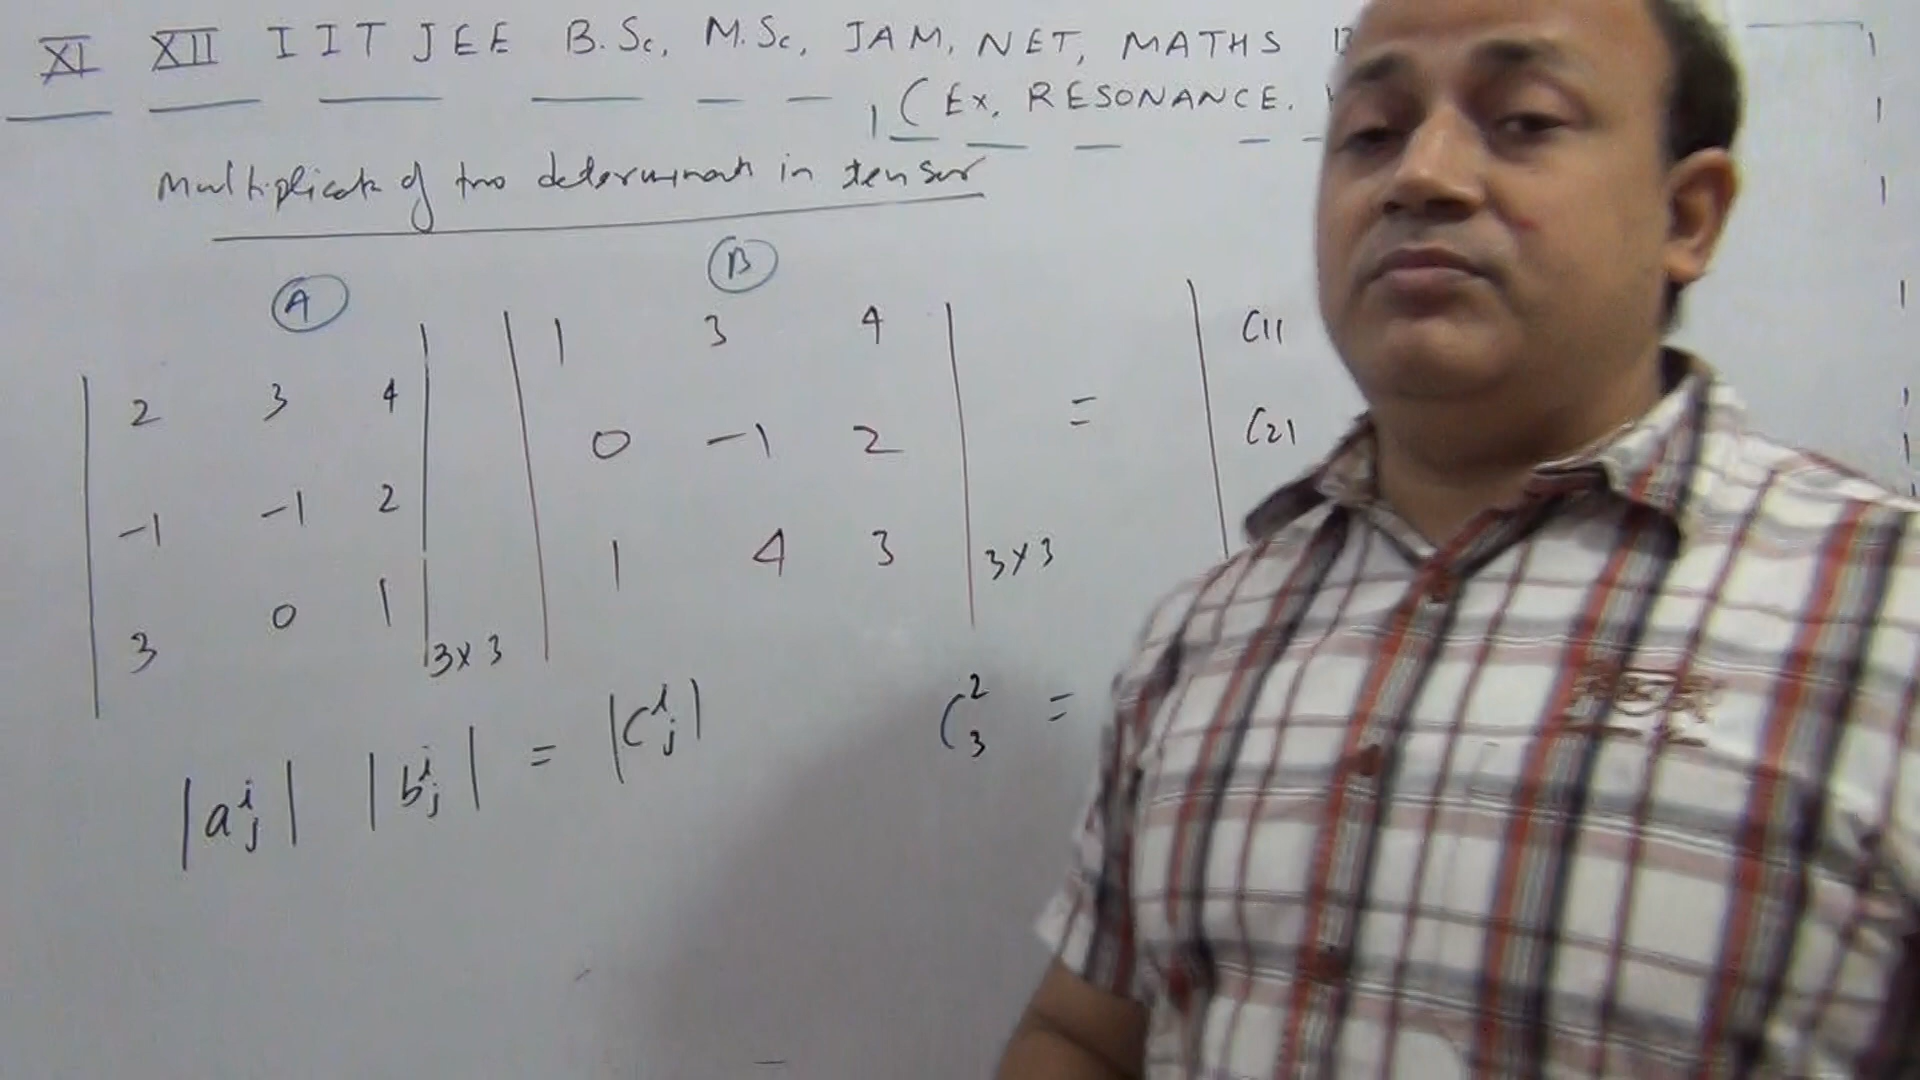 XI XII IIT JEE B.Sc, M.Sc, JAM, NET, MATHS
(Ex. RESONANCE.
Multiplicat of two determinant in tensor
A B
2 3 4
-1 -1 2
3 0 1
3x3
1 3 4
0 -1 2
1 4 3
3x3
=
C11
C21
|a^i_j| |b^i_j| = |C^i_j|
C^2_3 =